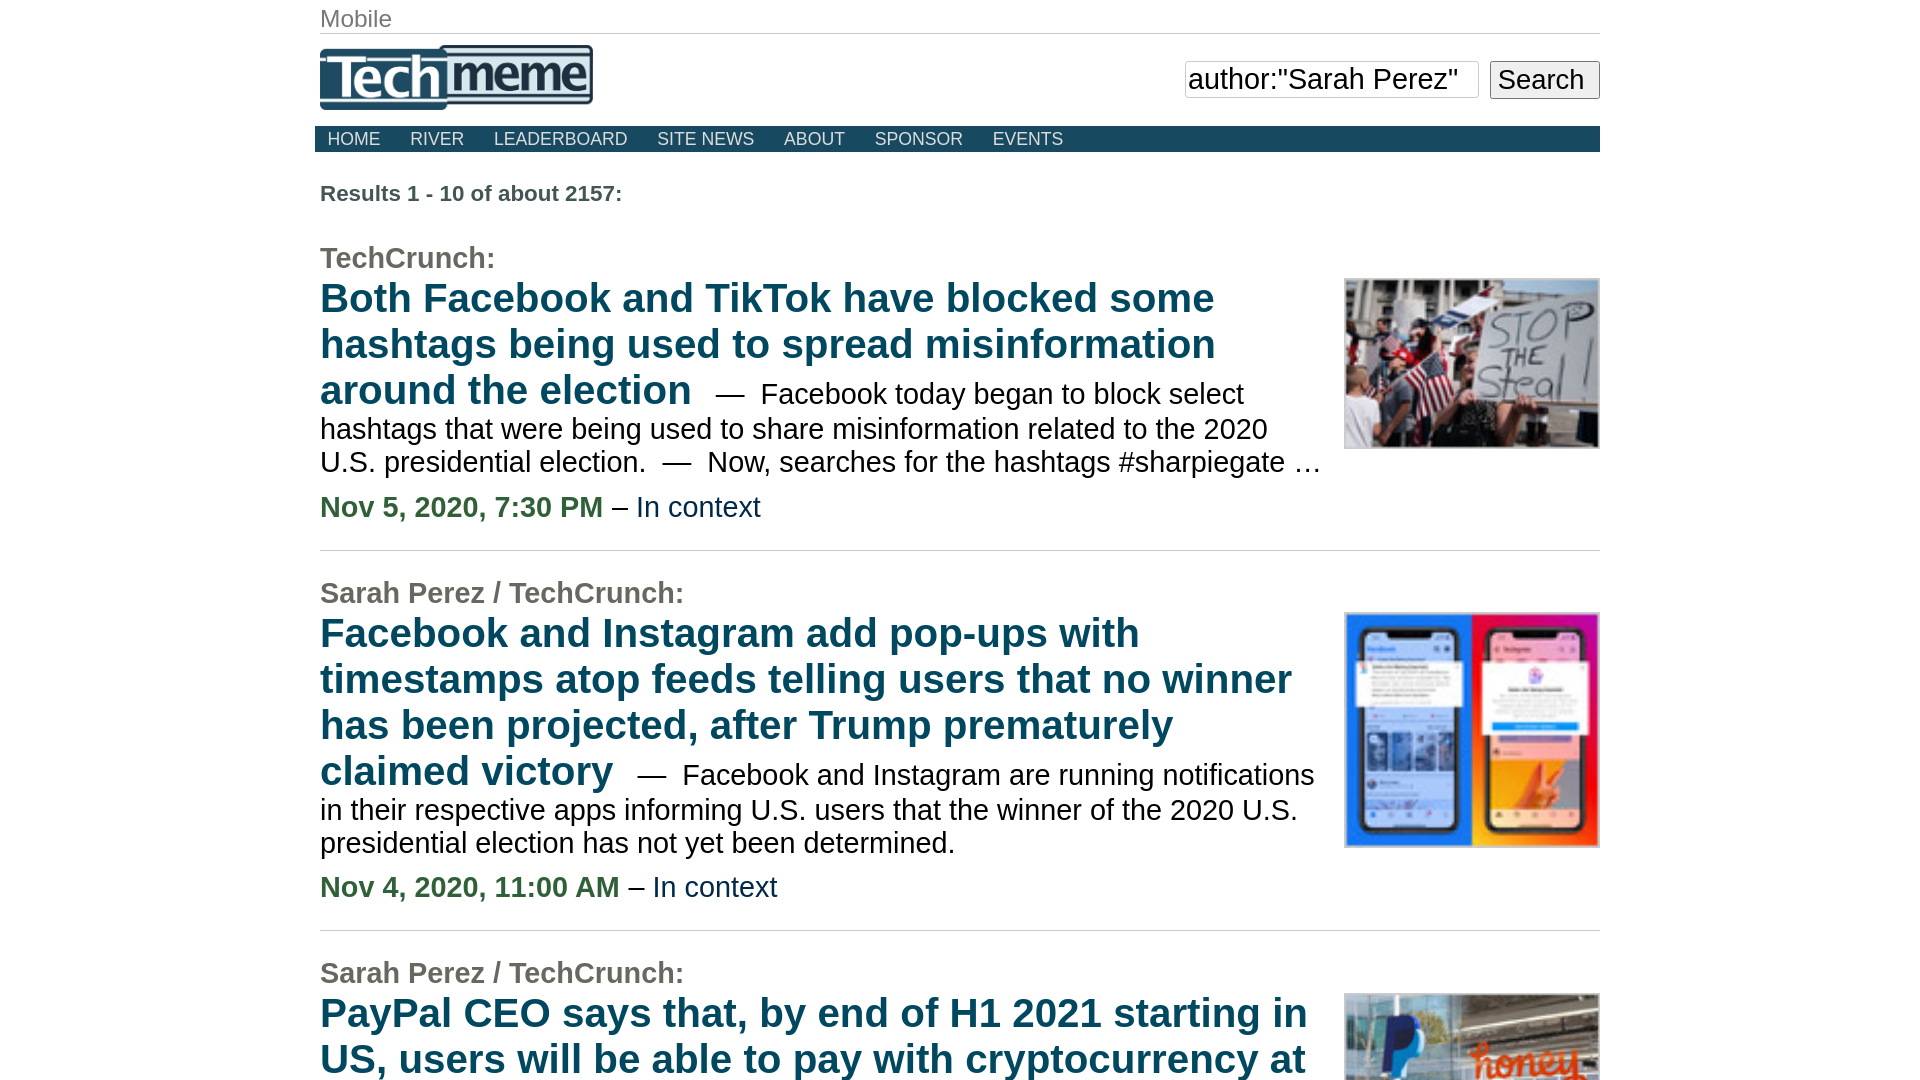 Mobile
Techmeme
author:"Sarah Perez"
Search
HOME RIVER LEADERBOARD SITE NEWS ABOUT SPONSOR EVENTS
Results 1 - 10 of about 2157:
TechCrunch:
Both Facebook and TikTok have blocked some
hashtags being used to spread misinformation
around the election — Facebook today began to block select
hashtags that were being used to share misinformation related to the 2020
U.S. presidential election. — Now, searches for the hashtags #sharpiegate …
STOP
THE
Steal!
Nov 5, 2020, 7:30 PM – In context
Sarah Perez / TechCrunch:
Facebook and Instagram add pop-ups with
timestamps atop feeds telling users that no winner
has been projected, after Trump prematurely
claimed victory — Facebook and Instagram are running notifications
in their respective apps informing U.S. users that the winner of the 2020 U.S.
presidential election has not yet been determined.
Nov 4, 2020, 11:00 AM – In context
Sarah Perez / TechCrunch:
PayPal CEO says that, by end of H1 2021 starting in
US, users will be able to pay with cryptocurrency at
honey